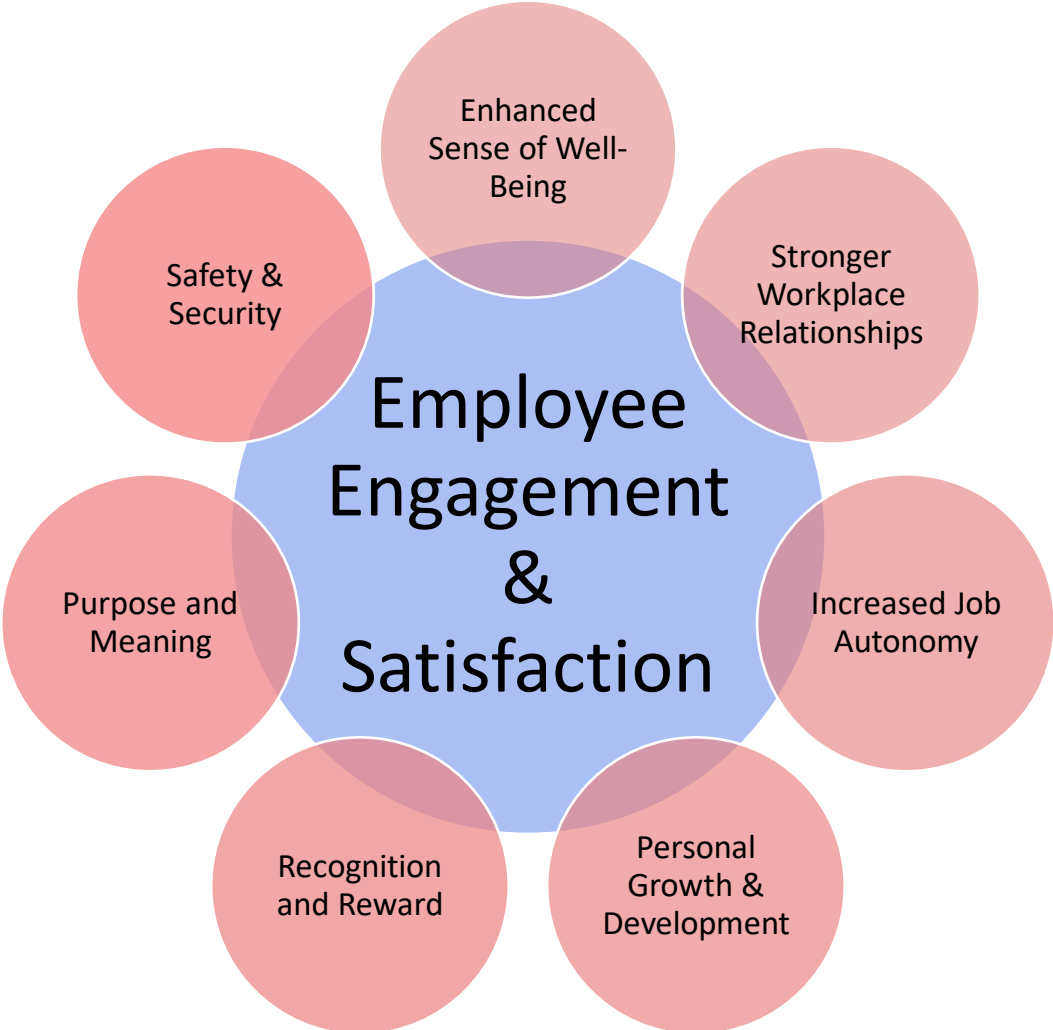 Enhanced
Sense of Well-
Being
Stronger
Workplace
Relationships
Increased Job
Autonomy
Personal
Growth &
Development
Recognition
and Reward
Purpose and
Meaning
Safety &
Security
Employee
Engagement
&
Satisfaction